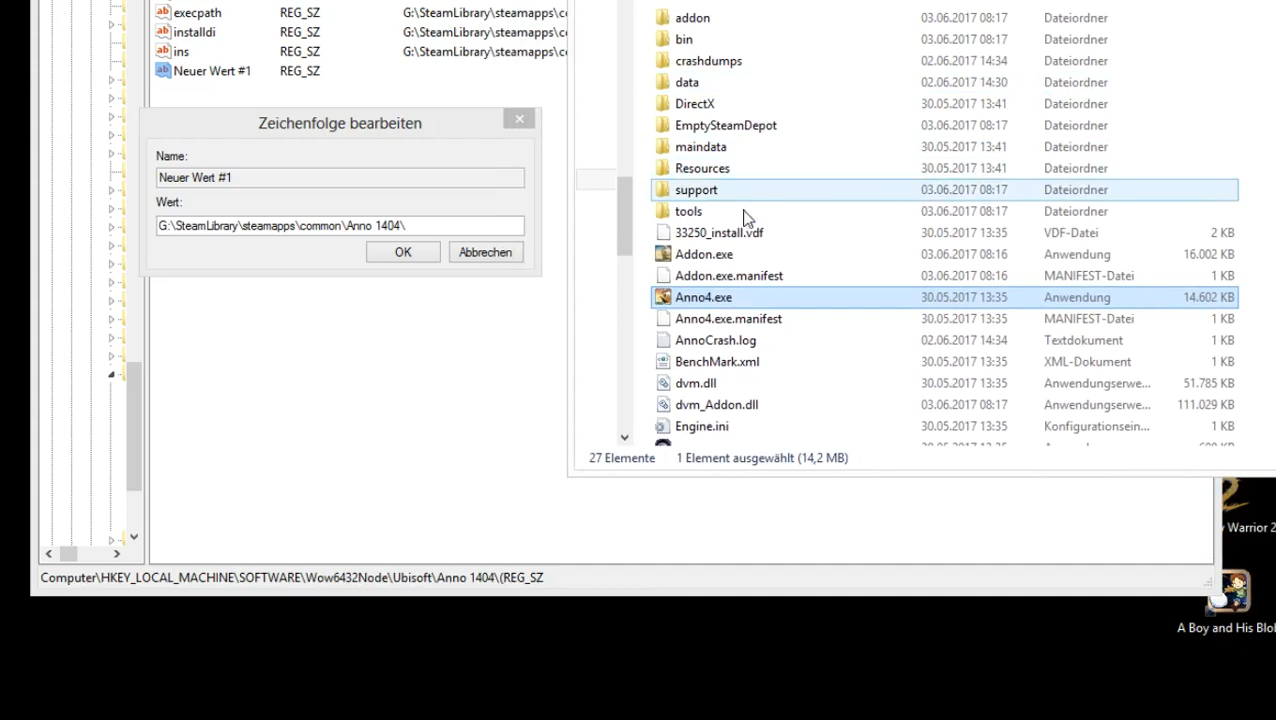 execpath REG_SZ G:\SteamLibrary\steamapps\co
installdi REG_SZ G:\SteamLibrary\steamapps\co
ins REG_SZ G:\SteamLibrary\steamapps\co
Neuer Wert #1 REG_SZ
Zeichenfolge bearbeiten
Name:
Neuer Wert #1
Wert:
G:\SteamLibrary\steamapps\common\Anno 1404\
OK Abbrechen
addon 03.06.2017 08:17 Dateiordner
bin 03.06.2017 08:17 Dateiordner
crashdumps 02.06.2017 14:34 Dateiordner
data 02.06.2017 14:30 Dateiordner
DirectX 30.05.2017 13:41 Dateiordner
EmptySteamDepot 03.06.2017 08:17 Dateiordner
maindata 30.05.2017 13:41 Dateiordner
Resources 30.05.2017 13:41 Dateiordner
support 03.06.2017 08:17 Dateiordner
tools 03.06.2017 08:17 Dateiordner
33250_install.vdf 03.06.2017 08:17 VDF-Datei 2 KB
Addon.exe 03.06.2017 08:16 Anwendung 16.002 KB
Addon.exe.manifest 03.06.2017 08:16 MANIFEST-Datei 1 KB
Anno4.exe 30.05.2017 13:35 Anwendung 14.602 KB
Anno4.exe.manifest 30.05.2017 13:35 MANIFEST-Datei 1 KB
AnnoCrash.log 02.06.2017 14:34 Textdokument 1 KB
BenchMark.xml 30.05.2017 13:35 XML-Dokument 1 KB
dvm.dll 30.05.2017 13:35 Anwendungserwe... 51.785 KB
dvm_Addon.dll 03.06.2017 08:17 Anwendungserwe... 111.029 KB
Engine.ini 30.05.2017 13:35 Konfigurationsein... 1 KB
27 Elemente 1 Element ausgewählt (14,2 MB)
Computer\HKEY_LOCAL_MACHINE\SOFTWARE\Wow6432Node\Ubisoft\Anno 1404\(REG_SZ
y Warrior 2
A Boy and His Blob